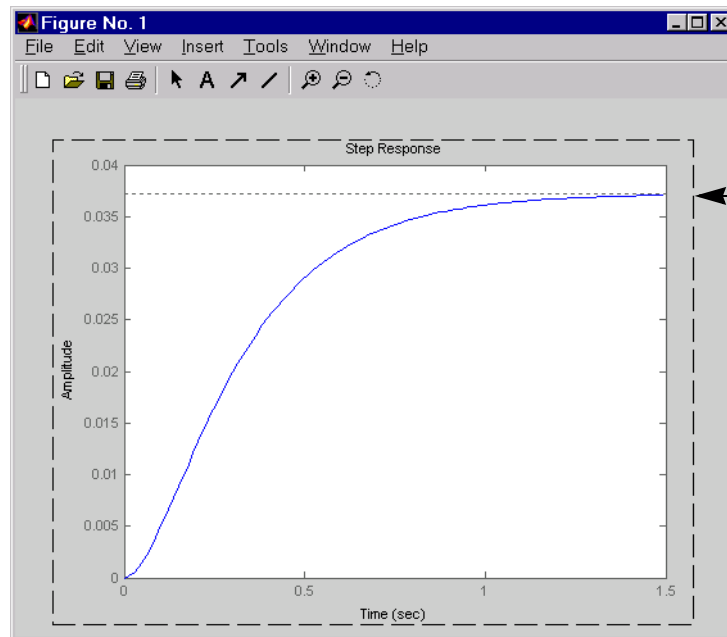 Figure No. 1
File Edit View Insert Tools Window Help
A
Step Response
0.04
0.035
0.03
0.025
0.02
0.015
0.01
0.005
0
Amplitude
0 0.5 1 1.5
Time (sec)